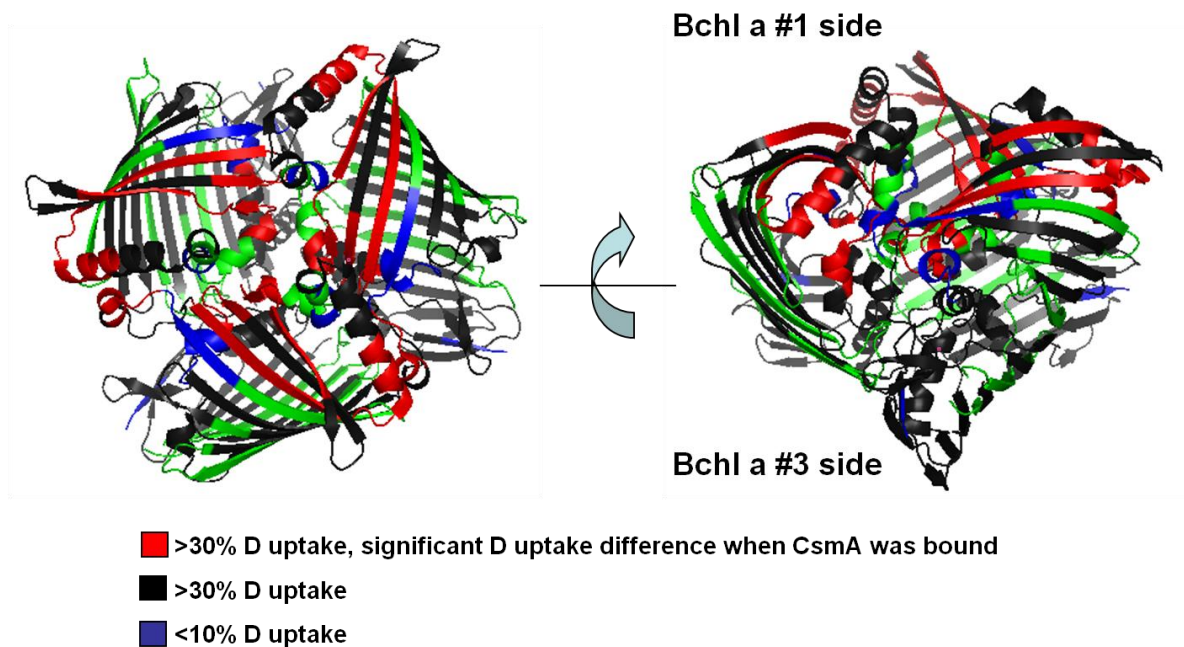 Bchl a #1 side
Bchl a #3 side
>30% D uptake, significant D uptake difference when CsmA was bound
>30% D uptake
<10% D uptake